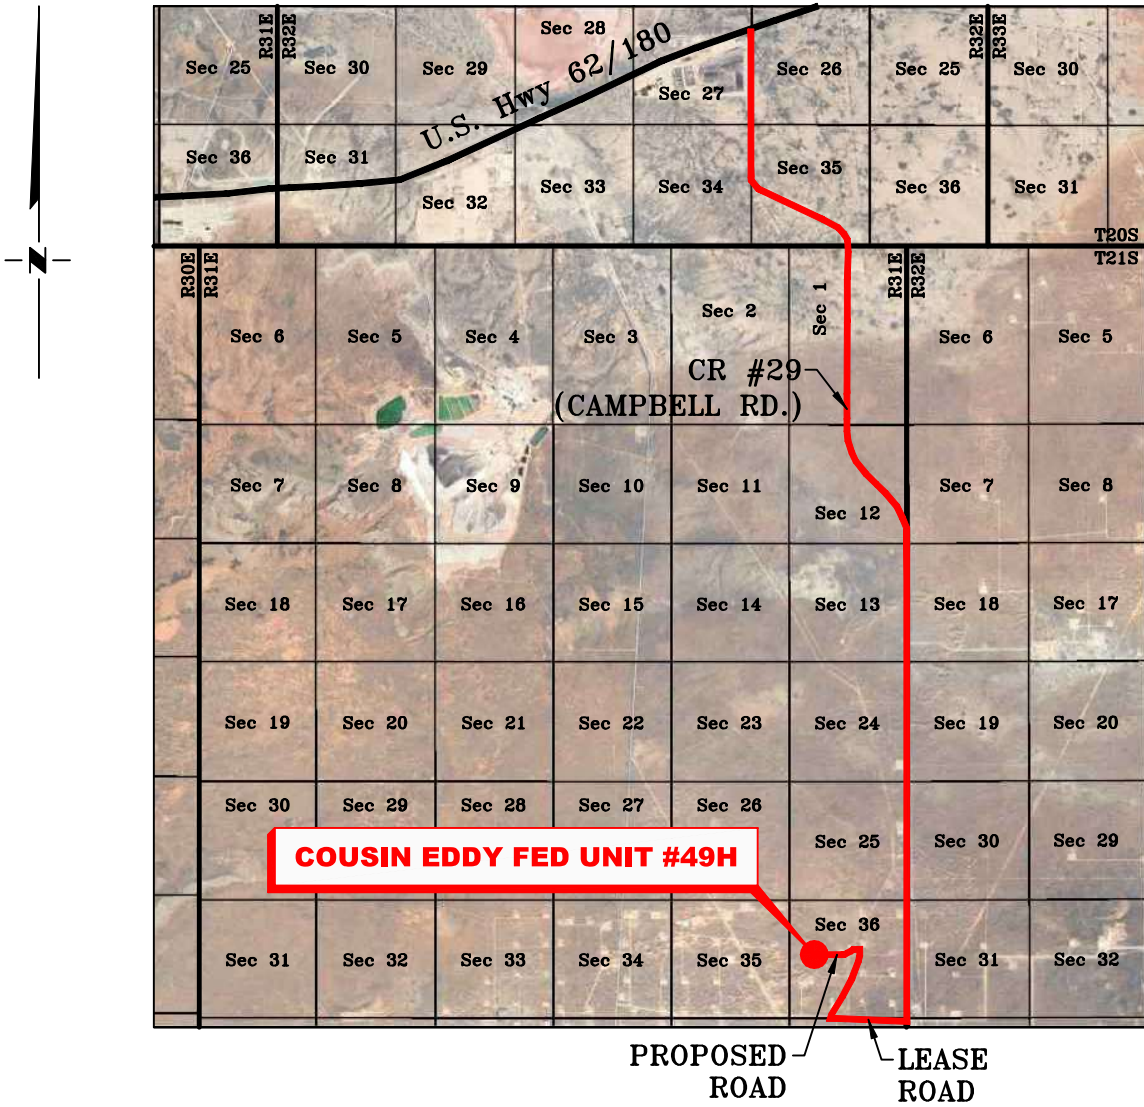 R31E
R32E
R32E
R33E
Sec 28
Sec 25
Sec 30
Sec 29
U.S. Hwy 62/180
Sec 27
Sec 26
Sec 25
Sec 30
Sec 36
Sec 31
Sec 32
Sec 33
Sec 34
Sec 35
Sec 36
Sec 31
T20S
T21S
N
R30E
R31E
R31E
R32E
Sec 6
Sec 5
Sec 4
Sec 3
Sec 2
Sec 1
Sec 6
Sec 5
CR #29
(CAMPBELL RD.)
Sec 7
Sec 8
Sec 9
Sec 10
Sec 11
Sec 12
Sec 7
Sec 8
Sec 18
Sec 17
Sec 16
Sec 15
Sec 14
Sec 13
Sec 18
Sec 17
Sec 19
Sec 20
Sec 21
Sec 22
Sec 23
Sec 24
Sec 19
Sec 20
Sec 30
Sec 29
Sec 28
Sec 27
Sec 26
Sec 25
Sec 30
Sec 29
COUSIN EDDY FED UNIT #49H
Sec 31
Sec 32
Sec 33
Sec 34
Sec 35
Sec 36
Sec 31
Sec 32
PROPOSED
ROAD
LEASE
ROAD